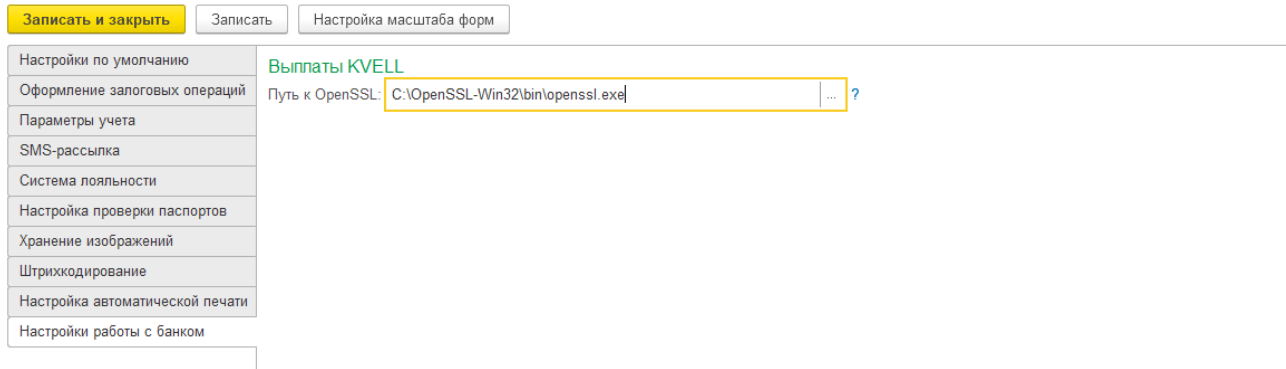 Записать и закрыть Записать Настройка масштаба форм
Настройки по умолчанию
Оформление залоговых операций
Параметры учета
SMS-рассылка
Система лояльности
Настройка проверки паспортов
Хранение изображений
Штрихкодирование
Настройка автоматической печати
Настройки работы с банком
Выплаты KVELL
Путь к OpenSSL: C:\OpenSSL-Win32\bin\openssl.exe ... ?